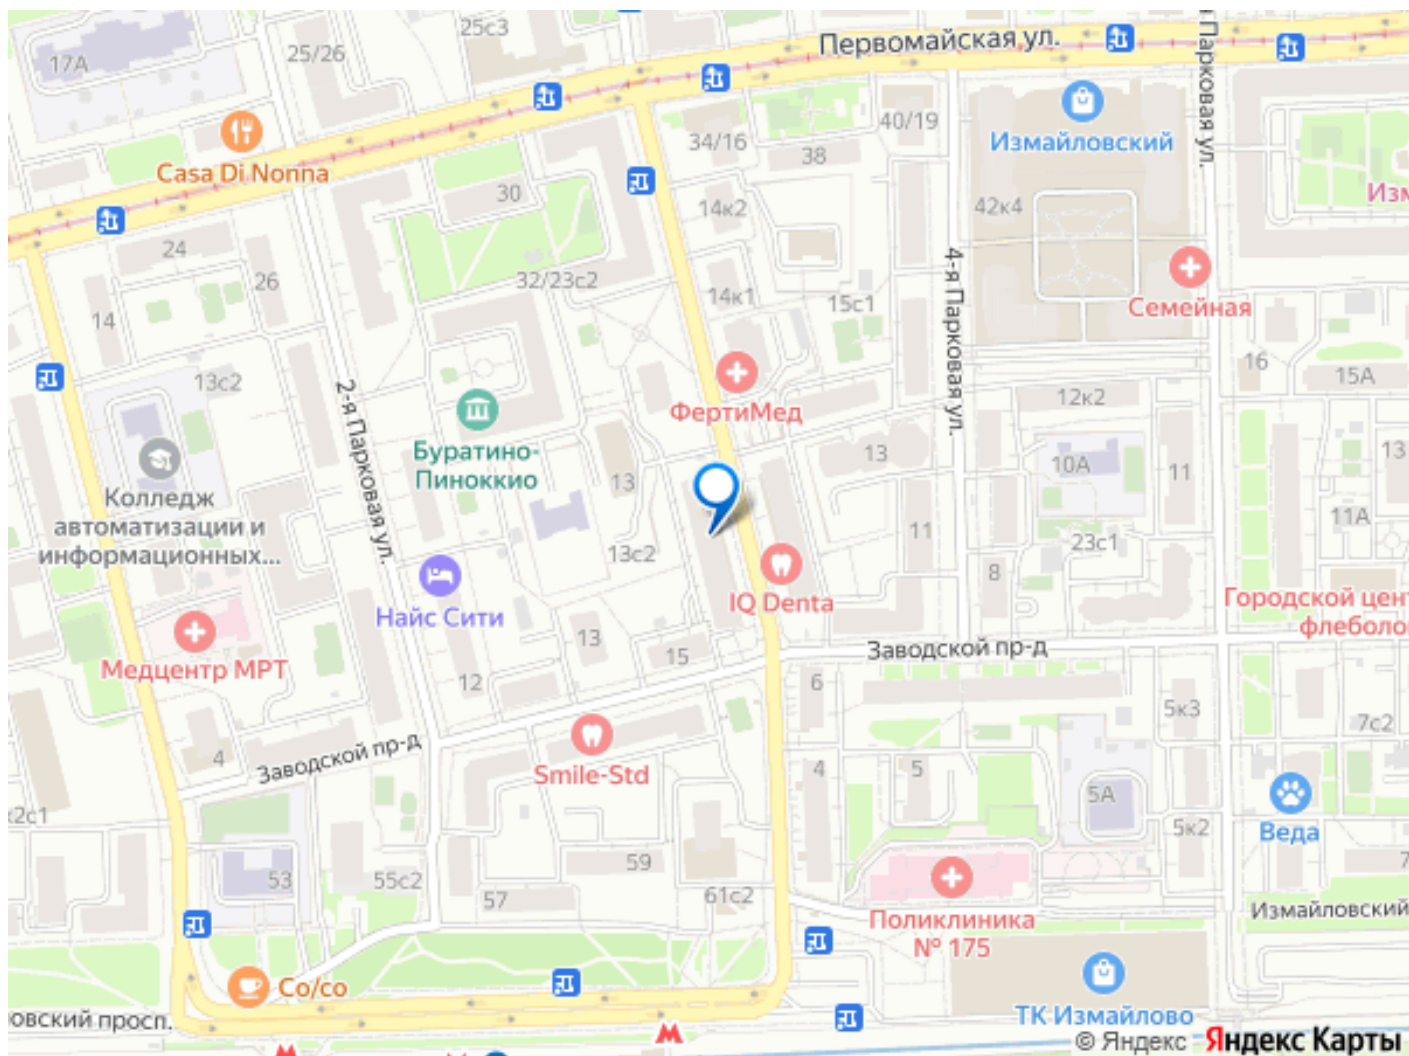 25с3
Первомайская ул.
17А
25/26
Парковая ул.
Casa Di Nonna
34/16
40/19
38
Измайловский
30
14к2
42к4
Изм
24
26
32/23с2
14к1
15с1
4-я Парковая ул.
Семейная
14
13с2
2-я Парковая ул.
16
15А
ФертиМед
12к2
Буратино-
Пиноккио
13
13
10А
11
13
Колледж
автоматизации и
информационных...
11
11А
13с2
23с1
8
Найс Сити
IQ Denta
Городской цен
флеболо
Медцентр МРТ
13
15
Заводской пр-д
12
6
5к3
7с2
4
Заводской пр-д
Smile-Std
4
5
5А
к2с1
5к2
Веда
7
53
55с2
59
57
61с2
Поликлиника
№ 175
Измайловский
Co/co
овский просп.
ТК Измайлово
© Яндекс Яндекс Карты